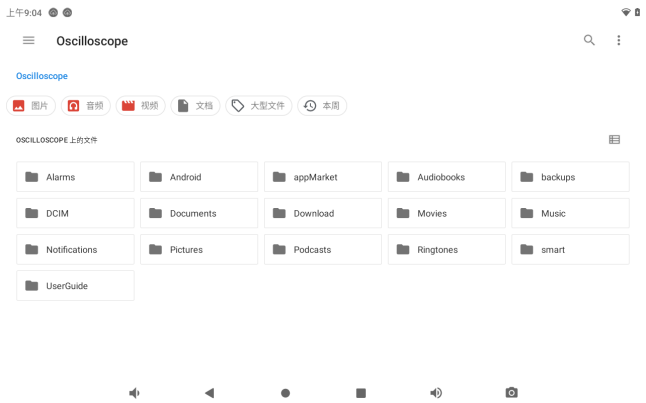 上午9:04
Oscilloscope
Oscilloscope
图片 音频 视频 文档 大型文件 本周
OSCILLOSCOPE 上的文件
Alarms Android appMarket Audiobooks backups
DCIM Documents Download Movies Music
Notifications Pictures Podcasts Ringtones smart
UserGuide